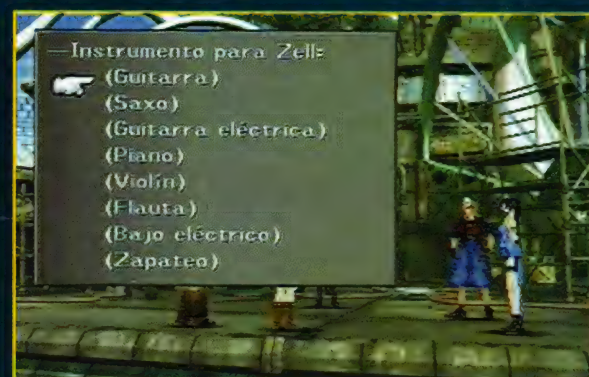 —Instrumento para Zell:
(Guitarra)
(Saxo)
(Guitarra eléctrica)
(Piano)
(Violín)
(Flauta)
(Bajo eléctrico)
(Zapateo)